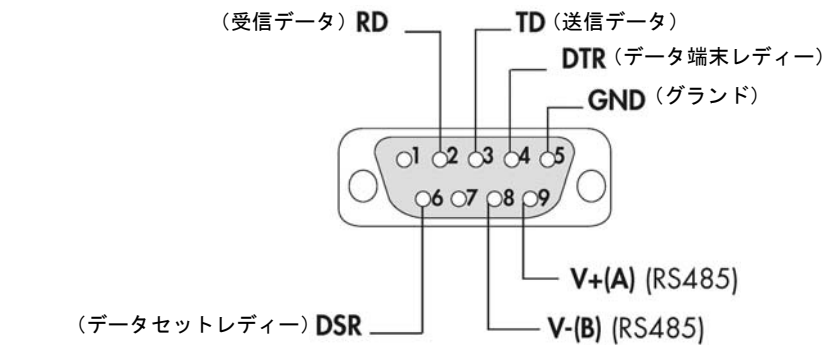 （受信データ）RD
TD（送信データ）
DTR（データ端末レディー）
GND（グランド）
1 2 3 4 5
6 7 8 9
V+(A) (RS485)
（データセットレディー）DSR
V-(B) (RS485)